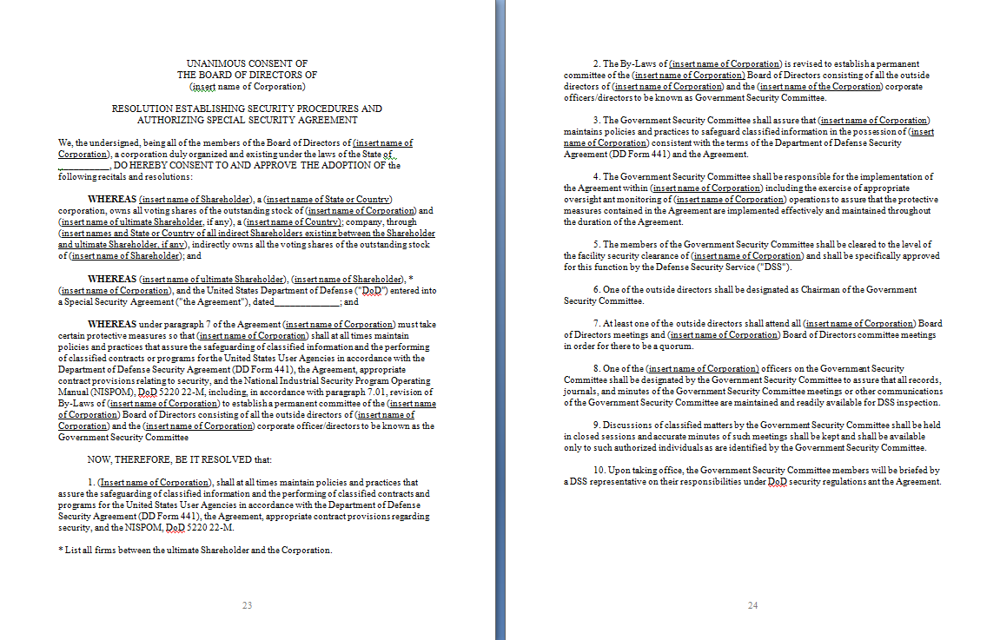 UNANIMOUS CONSENT OF
THE BOARD OF DIRECTORS OF
(insert name of Corporation)
RESOLUTION ESTABLISHING SECURITY PROCEDURES AND
AUTHORIZING SPECIAL SECURITY AGREEMENT
We, the undersigned, being all of the members of the Board of Directors of (insert name of
Corporation), a corporation duly organized and existing under the laws of the State of
___________, DO HEREBY CONSENT TO AND APPROVE THE ADOPTION OF the
following recitals and resolutions:
WHEREAS (insert name of Shareholder), a (insert name of State or Country)
corporation, owns all voting shares of the outstanding stock of (insert name of Corporation) and
(insert name of ultimate Shareholder, if any), a (insert name of Country); company, through
(insert names and State or Country of all indirect Shareholders existing between the Shareholder
and ultimate Shareholder, if any), indirectly owns all the voting shares of the outstanding stock
of (insert name of Shareholder); and
WHEREAS (insert name of ultimate Shareholder), (insert name of Shareholder), *
(insert name of Corporation), and the United States Department of Defense ("DoD") entered into
a Special Security Agreement ("the Agreement"), dated______________; and
WHEREAS under paragraph 7 of the Agreement (insert name of Corporation) must take
certain protective measures so that (insert name of Corporation) shall at all times maintain
policies and practices that assure the safeguarding of classified information and the performing
of classified contracts or programs for the United States User Agencies in accordance with the
Department of Defense Security Agreement (DD Form 441), the Agreement, appropriate
contract provisions relating to security, and the National Industrial Security Program Operating
Manual (NISPOM), DoD 5220 22-M, including, in accordance with paragraph 7.01, revision of
By-Laws of (insert name of Corporation) to establish a permanent committee of the (insert name
of Corporation) Board of Directors consisting of all the outside directors of (insert name of
Corporation) and the (insert name of Corporation) corporate officer/directors to be known as the
Government Security Committee
NOW, THEREFORE, BE IT RESOLVED that:
1. (Insert name of Corporation), shall at all times maintain policies and practices that
assure the safeguarding of classified information and the performing of classified contracts and
programs for the United States User Agencies in accordance with the Department of Defense
Security Agreement (DD Form 441), the Agreement, appropriate contract provisions regarding
security, and the NISPOM, DoD 5220 22-M.
* List all firms between the ultimate Shareholder and the Corporation.
23
2. The By-Laws of (insert name of Corporation) is revised to establish a permanent
committee of the (insert name of Corporation) Board of Directors consisting of all the outside
directors of (insert name of Corporation) and the (insert name of the Corporation) corporate
officers/directors to be known as Government Security Committee.
3. The Government Security Committee shall assure that (insert name of Corporation)
maintains policies and practices to safeguard classified information in the possession of (insert
name of Corporation) consistent with the terms of the Department of Defense Security
Agreement (DD Form 441) and the Agreement.
4. The Government Security Committee shall be responsible for the implementation of
the Agreement within (insert name of Corporation) including the exercise of appropriate
oversight ant monitoring of (insert name of Corporation) operations to assure that the protective
measures contained in the Agreement are implemented effectively and maintained throughout
the duration of the Agreement.
5. The members of the Government Security Committee shall be cleared to the level of
the facility security clearance of (insert name of Corporation) and shall be specifically approved
for this function by the Defense Security Service ("DSS").
6. One of the outside directors shall be designated as Chairman of the Government
Security Committee.
7. At least one of the outside directors shall attend all (insert name of Corporation) Board
of Directors meetings and (insert name of Corporation) Board of Directors committee meetings
in order for there to be a quorum.
8. One of the (insert name of Corporation) officers on the Government Security
Committee shall be designated by the Government Security Committee to assure that all records,
journals, and minutes of the Government Security Committee meetings or other communications
of the Government Security Committee are maintained and readily available for DSS inspection.
9. Discussions of classified matters by the Government Security Committee shall be held
in closed sessions and accurate minutes of such meetings shall be kept and shall be available
only to such authorized individuals as are identified by the Government Security Committee.
10. Upon taking office, the Government Security Committee members will be briefed by
a DSS representative on their responsibilities under DoD security regulations ant the Agreement.
24